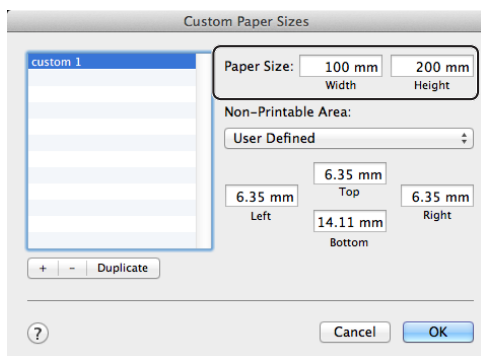 Custom Paper Sizes
custom 1
Paper Size: 100 mm 200 mm
Width Height
Non-Printable Area:
User Defined
6.35 mm
Top
6.35 mm 6.35 mm
Left Right
14.11 mm
Bottom
+ - Duplicate
? Cancel OK